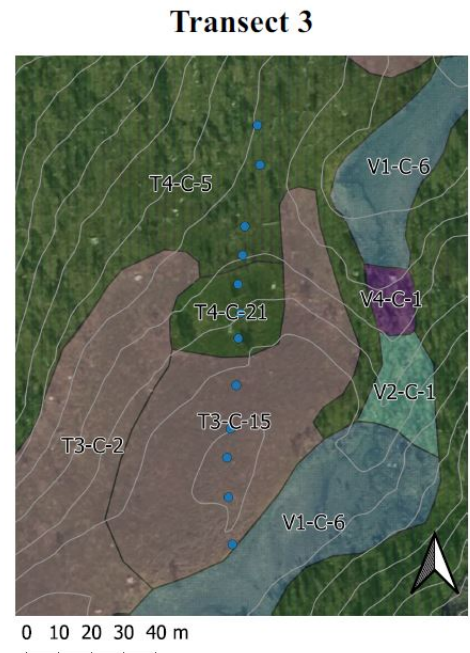 Transect 3
V1-C-6
T4-C-5
V4-C-1
T4-C-21
V2-C-1
T3-C-15
T3-C-2
V1-C-6
0 10 20 30 40 m